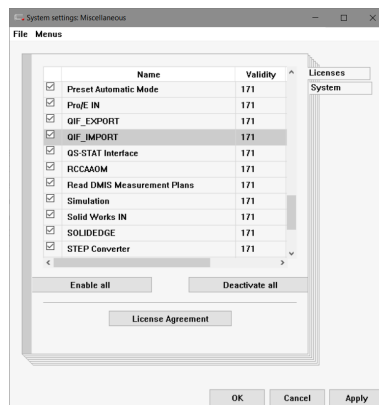 System settings: Miscellaneous
File Menus
Licenses
System
Name Validity
Preset Automatic Mode 171
Pro/E IN 171
QIF_EXPORT 171
QIF_IMPORT 171
QS-STAT Interface 171
RCCAAOM 171
Read DMIS Measurement Plans 171
Simulation 171
Solid Works IN 171
SOLIDEDGE 171
STEP Converter 171
Enable all Deactivate all
License Agreement
OK Cancel Apply